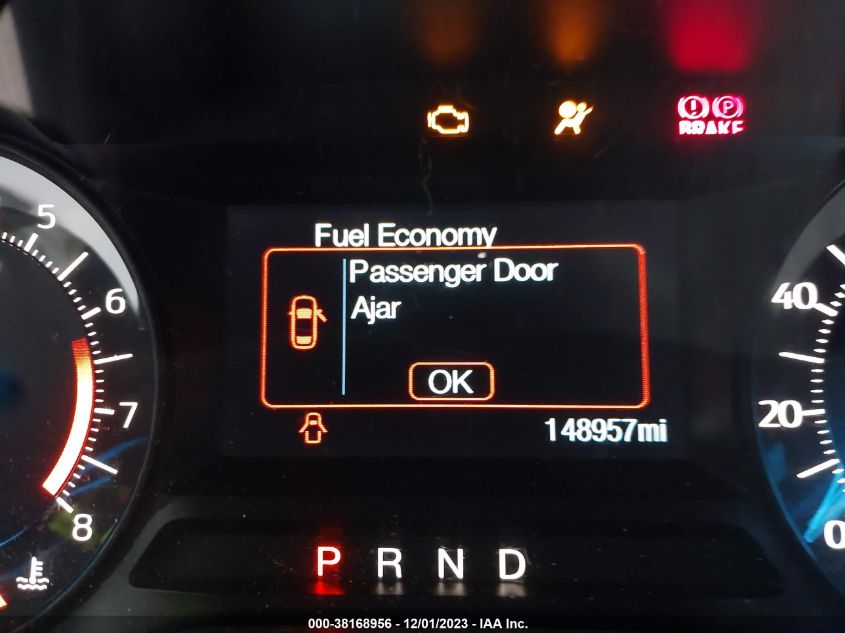 BRAKE
Fuel Economy
Passenger Door
Ajar
OK
148957mi
5
6
7
8
40
20
0
P R N D
000-38168956 - 12/01/2023 - IAA Inc.